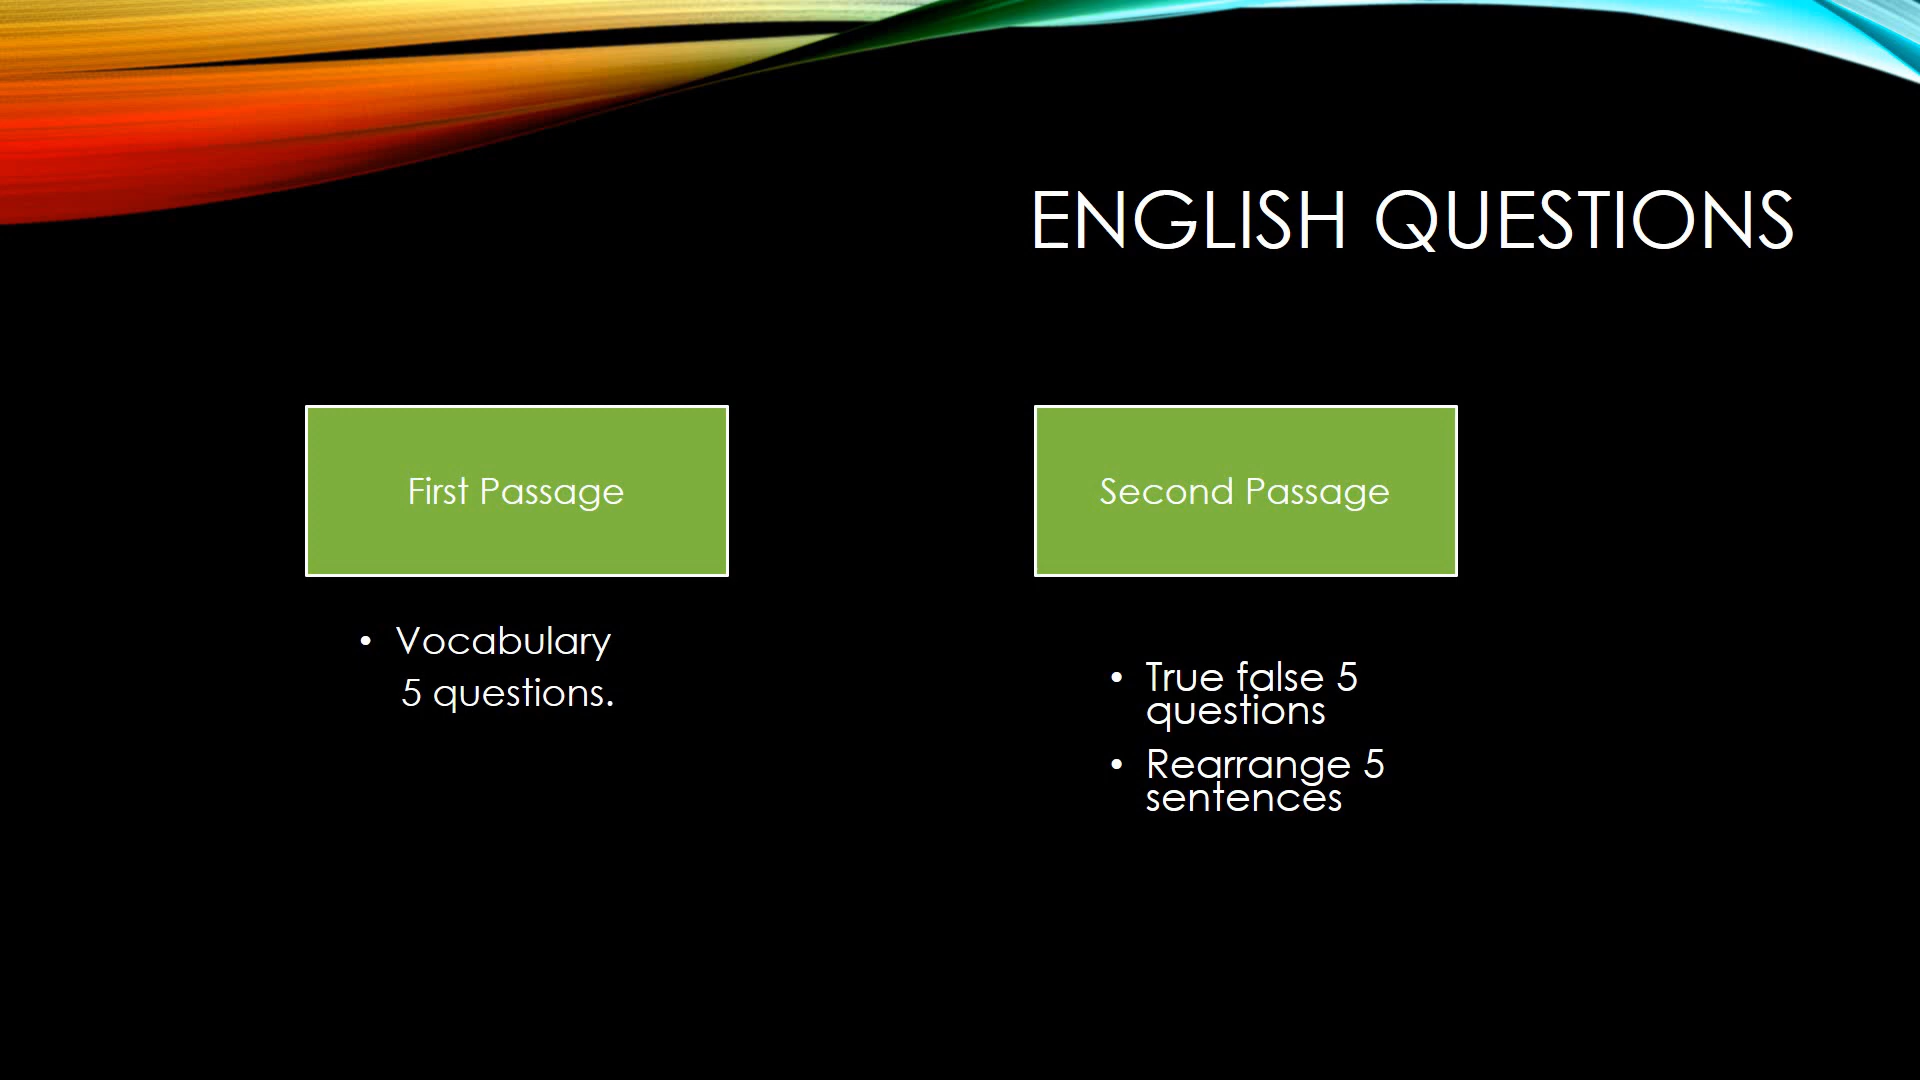 ENGLISH QUESTIONS
First Passage
• Vocabulary
5 questions.
Second Passage
• True false 5
questions
• Rearrange 5
sentences